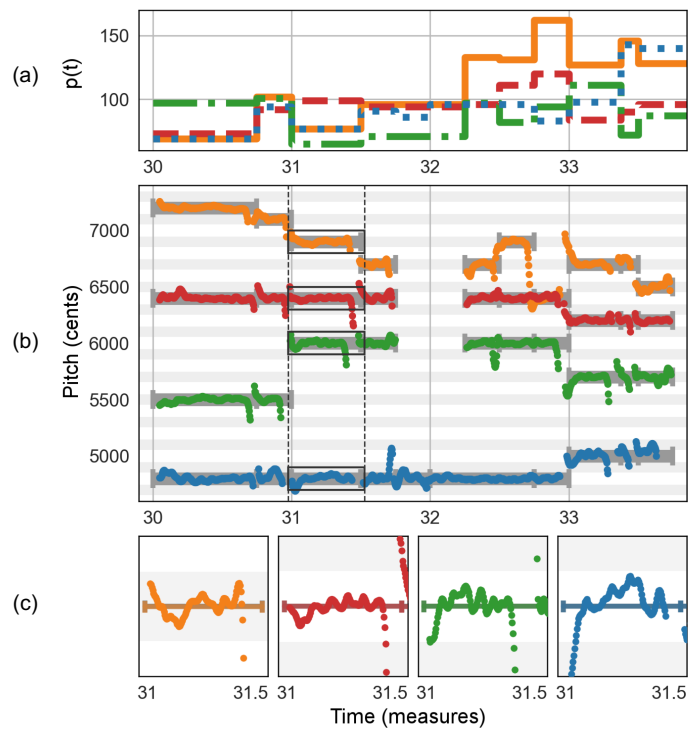 (a)
p(t)
150
100
30 31 32 33
(b)
Pitch (cents)
7000
6500
6000
5500
5000
30 31 32 33
(c)
31 31.5 31 31.5 31 31.5 31 31.5
Time (measures)